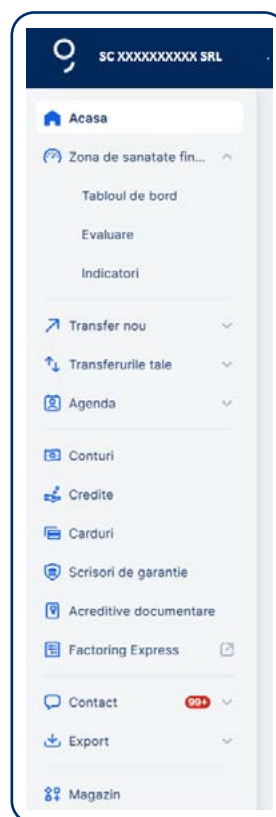 SC XXXXXXXXXX SRL
Acasa
Zona de sanatate fin...
Tabloul de bord
Evaluare
Indicatori
Transfer nou
Transferurile tale
Agenda
Conturi
Credite
Carduri
Scrisori de garantie
Acreditive documentare
Factoring Express
Contact 99+
Export
Magazin